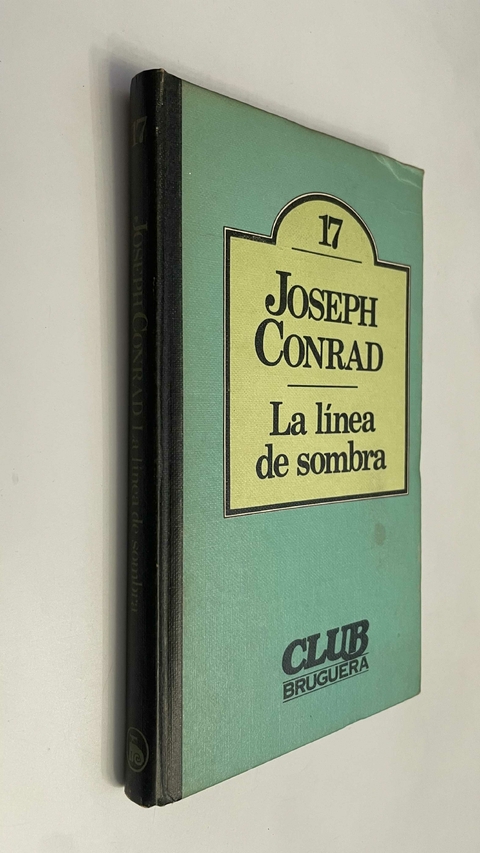 17
JOSEPH
CONRAD
La línea
de sombra
CLUB
BRUGUERA
17
JOSEPH CONRAD La línea de sombra